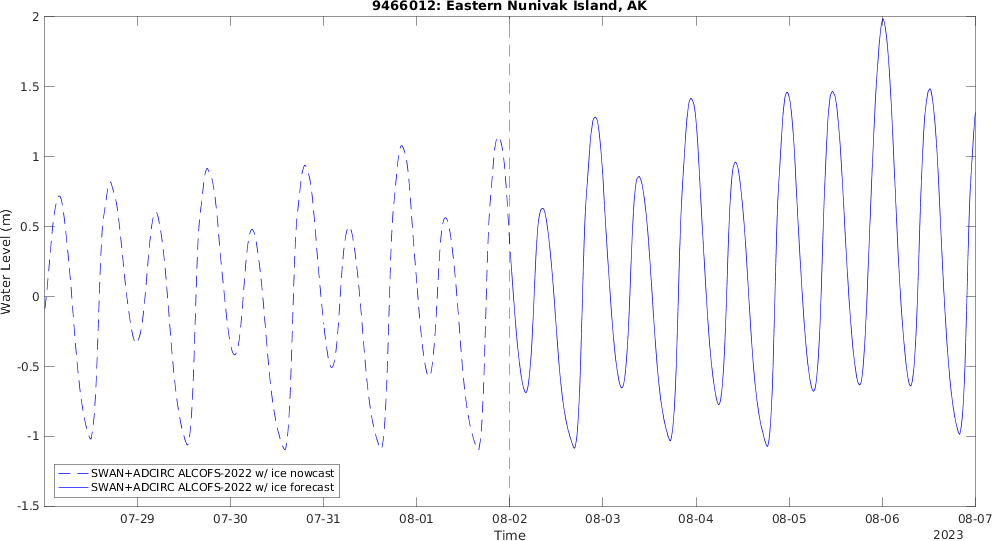 9466012: Eastern Nunivak Island, AK
Water Level (m)
2
1.5
1
0.5
0
-0.5
-1
-1.5
SWAN+ADCIRC ALCOFS-2022 w/ ice nowcast
SWAN+ADCIRC ALCOFS-2022 w/ ice forecast
07-29 07-30 07-31 08-01 08-02 08-03 08-04 08-05 08-06 08-07
Time
2023